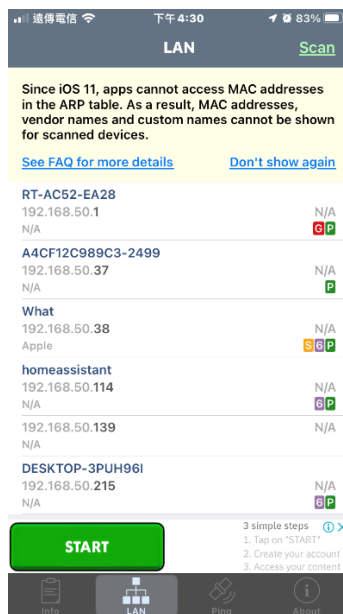 遠傳電信 下午4:30 83%
LAN Scan
Since iOS 11, apps cannot access MAC addresses
in the ARP table. As a result, MAC addresses,
vendor names and custom names cannot be shown
for scanned devices.
See FAQ for more details Don't show again
RT-AC52-EA28
192.168.50.1 N/A
N/A G P
A4CF12C989C3-2499
192.168.50.37 N/A
N/A P
What
192.168.50.38 N/A
Apple S 6 P
homeassistant
192.168.50.114 N/A
N/A 6 P
192.168.50.139 N/A
N/A
DESKTOP-3PUH96I
192.168.50.215 N/A
N/A 6 P
START
3 simple steps
1. Tap on "START"
2. Create your account
3. Access your content
Info LAN Ping About